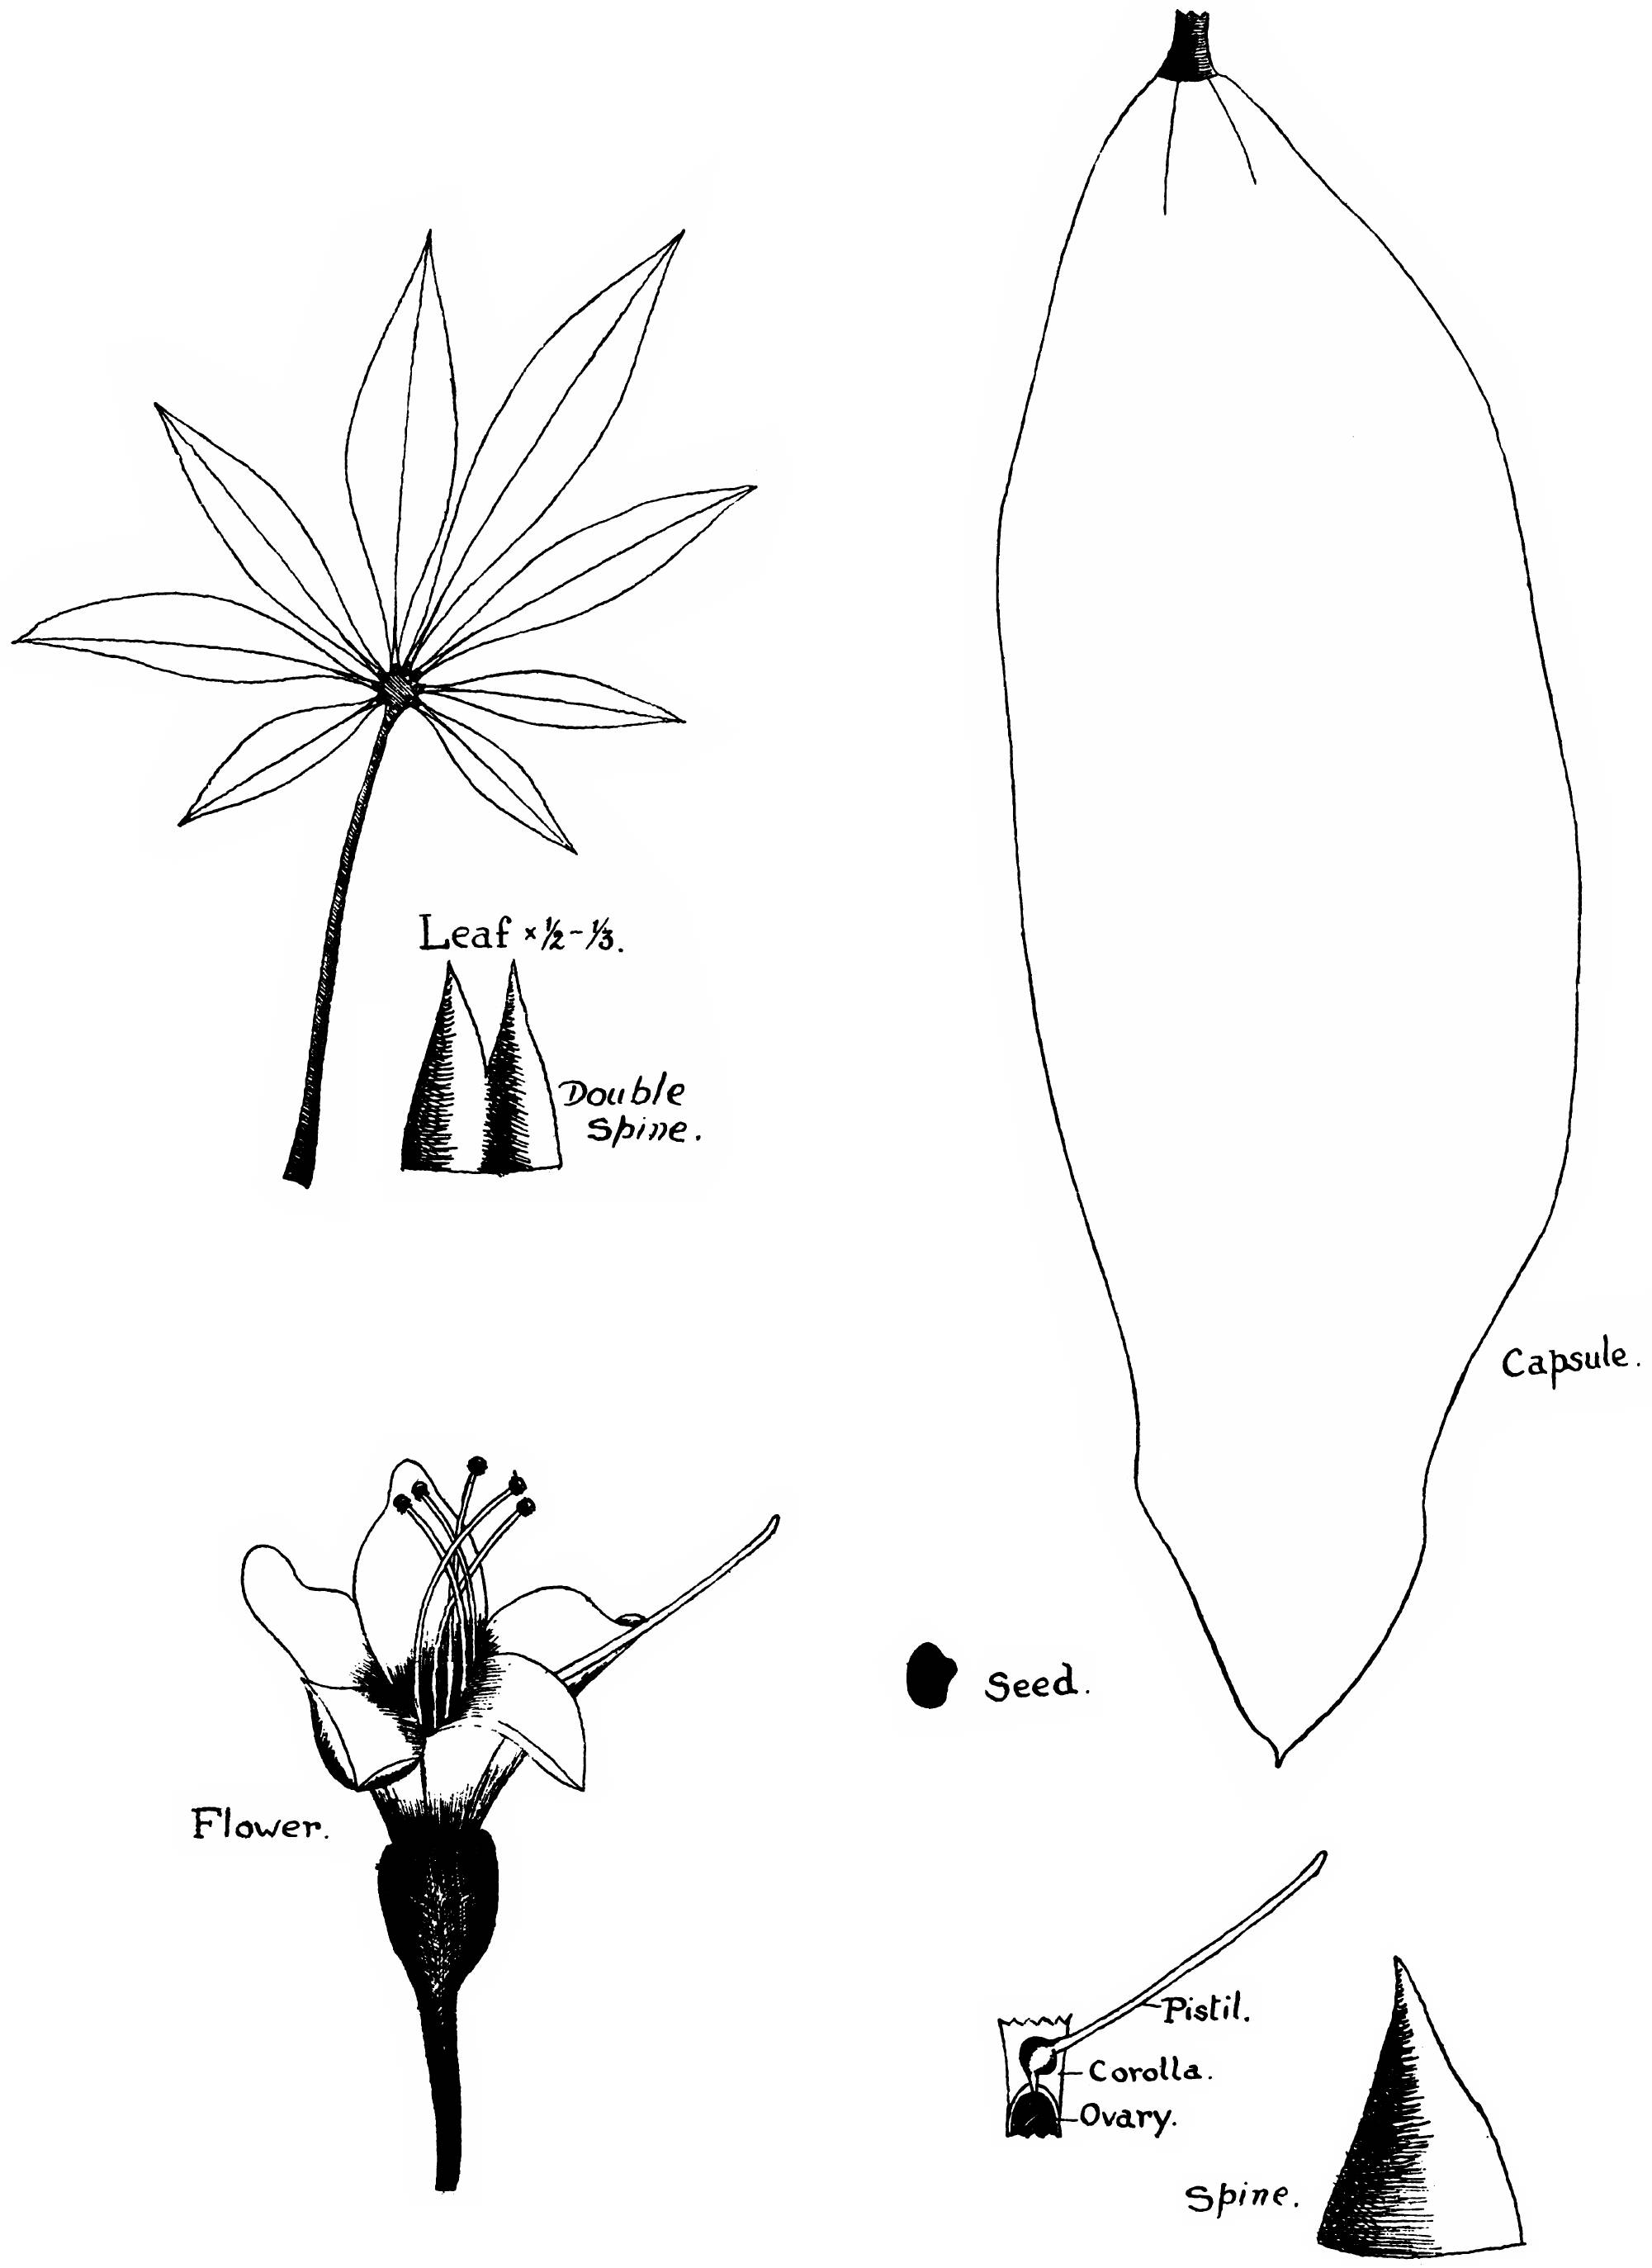 Leaf × ½ - ⅓.
Double
Spine.
Capsule.
Seed.
Flower.
Pistil.
Corolla.
Ovary.
Spine.